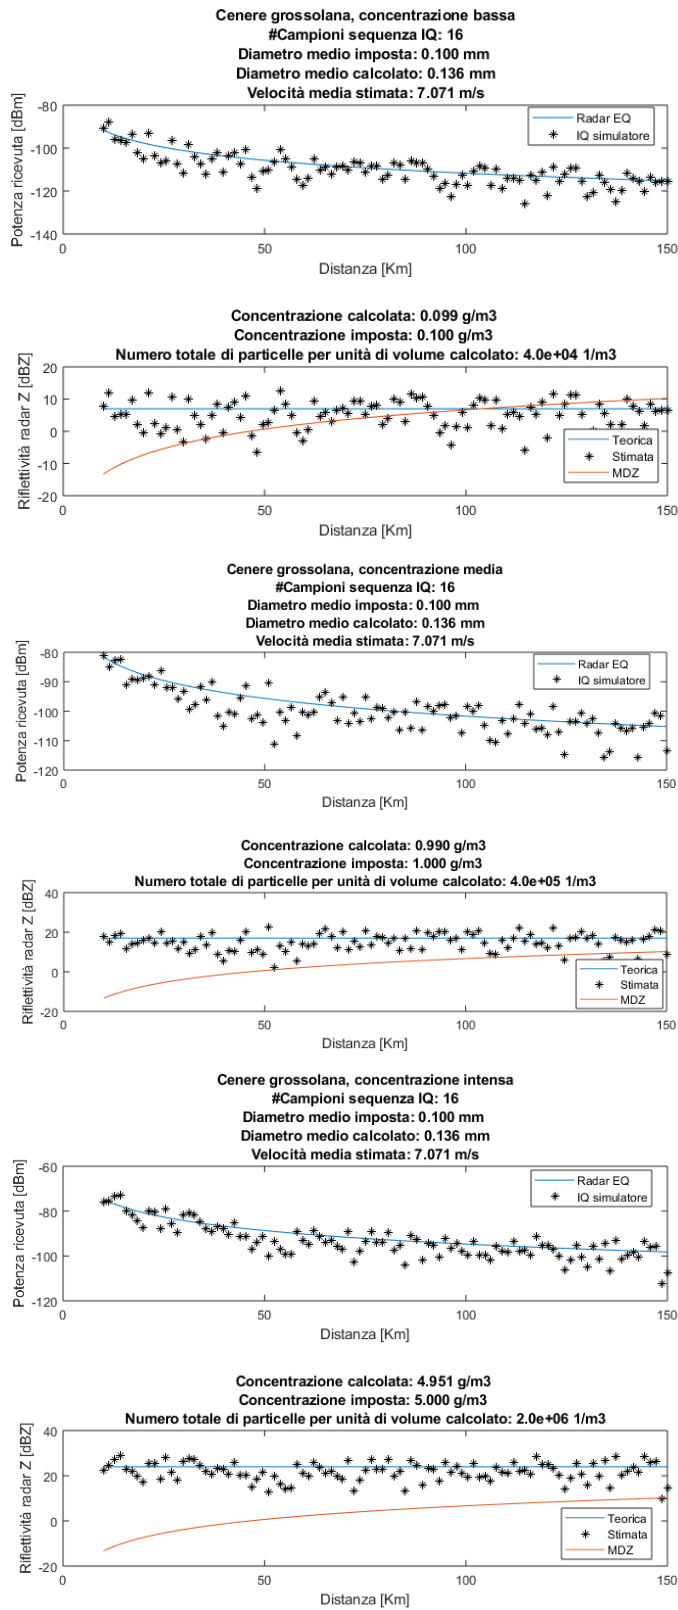 Cenere grossolana, concentrazione bassa
#Campioni sequenza IQ: 16
Diametro medio imposta: 0.100 mm
Diametro medio calcolato: 0.136 mm
Velocità media stimata: 7.071 m/s
Potenza ricevuta [dBm]
-80
-100
-120
-140
Radar EQ
IQ simulatore
0
50
100
150
Distanza [Km]
Concentrazione calcolata: 0.099 g/m3
Concentrazione imposta: 0.100 g/m3
Numero totale di particelle per unità di volume calcolato: 4.0e+04 1/m3
Riflettività radar Z [dBZ]
20
10
0
-10
-20
Teorica
Stimata
MDZ
0
50
100
150
Distanza [Km]
Cenere grossolana, concentrazione media
#Campioni sequenza IQ: 16
Diametro medio imposta: 0.100 mm
Diametro medio calcolato: 0.136 mm
Velocità media stimata: 7.071 m/s
Potenza ricevuta [dBm]
-80
-90
-100
-110
-120
Radar EQ
IQ simulatore
0
50
100
150
Distanza [Km]
Concentrazione calcolata: 0.990 g/m3
Concentrazione imposta: 1.000 g/m3
Numero totale di particelle per unità di volume calcolato: 4.0e+05 1/m3
Riflettività radar Z [dBZ]
40
20
0
-20
Teorica
Stimata
MDZ
0
50
100
150
Distanza [Km]
Cenere grossolana, concentrazione intensa
#Campioni sequenza IQ: 16
Diametro medio imposta: 0.100 mm
Diametro medio calcolato: 0.136 mm
Velocità media stimata: 7.071 m/s
Potenza ricevuta [dBm]
-60
-80
-100
-120
Radar EQ
IQ simulatore
0
50
100
150
Distanza [Km]
Concentrazione calcolata: 4.951 g/m3
Concentrazione imposta: 5.000 g/m3
Numero totale di particelle per unità di volume calcolato: 2.0e+06 1/m3
Riflettività radar Z [dBZ]
40
20
0
-20
Teorica
Stimata
MDZ
0
50
100
150
Distanza [Km]